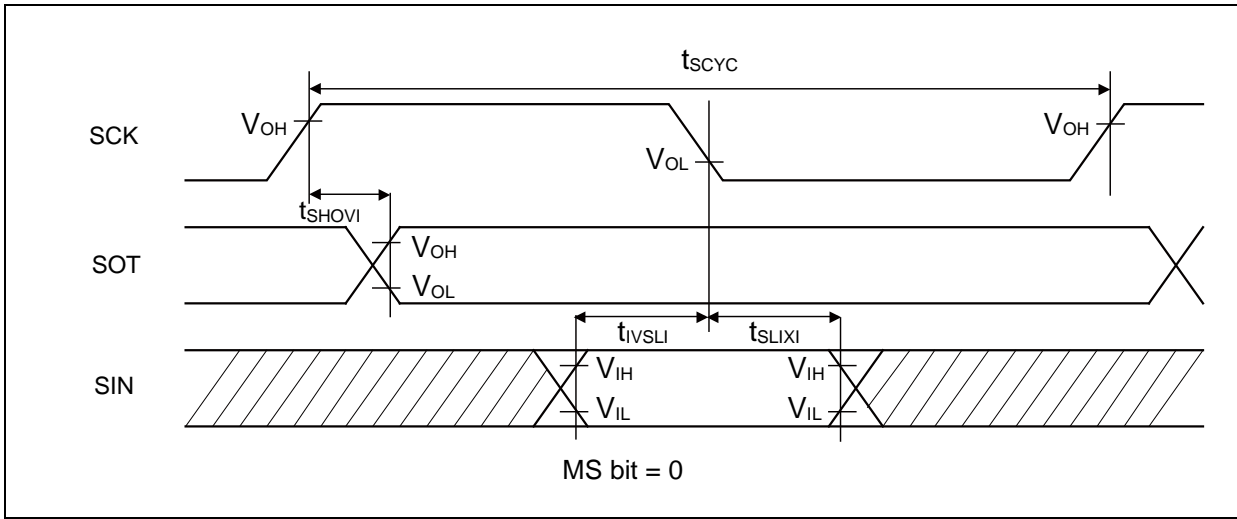 tSCYC
SCK
VOH
VOL
VOH
tSHOVI
SOT
VOH
VOL
tIVSLI
tSLIXI
SIN
VIH
VIH
VIL
VIL
MS bit = 0